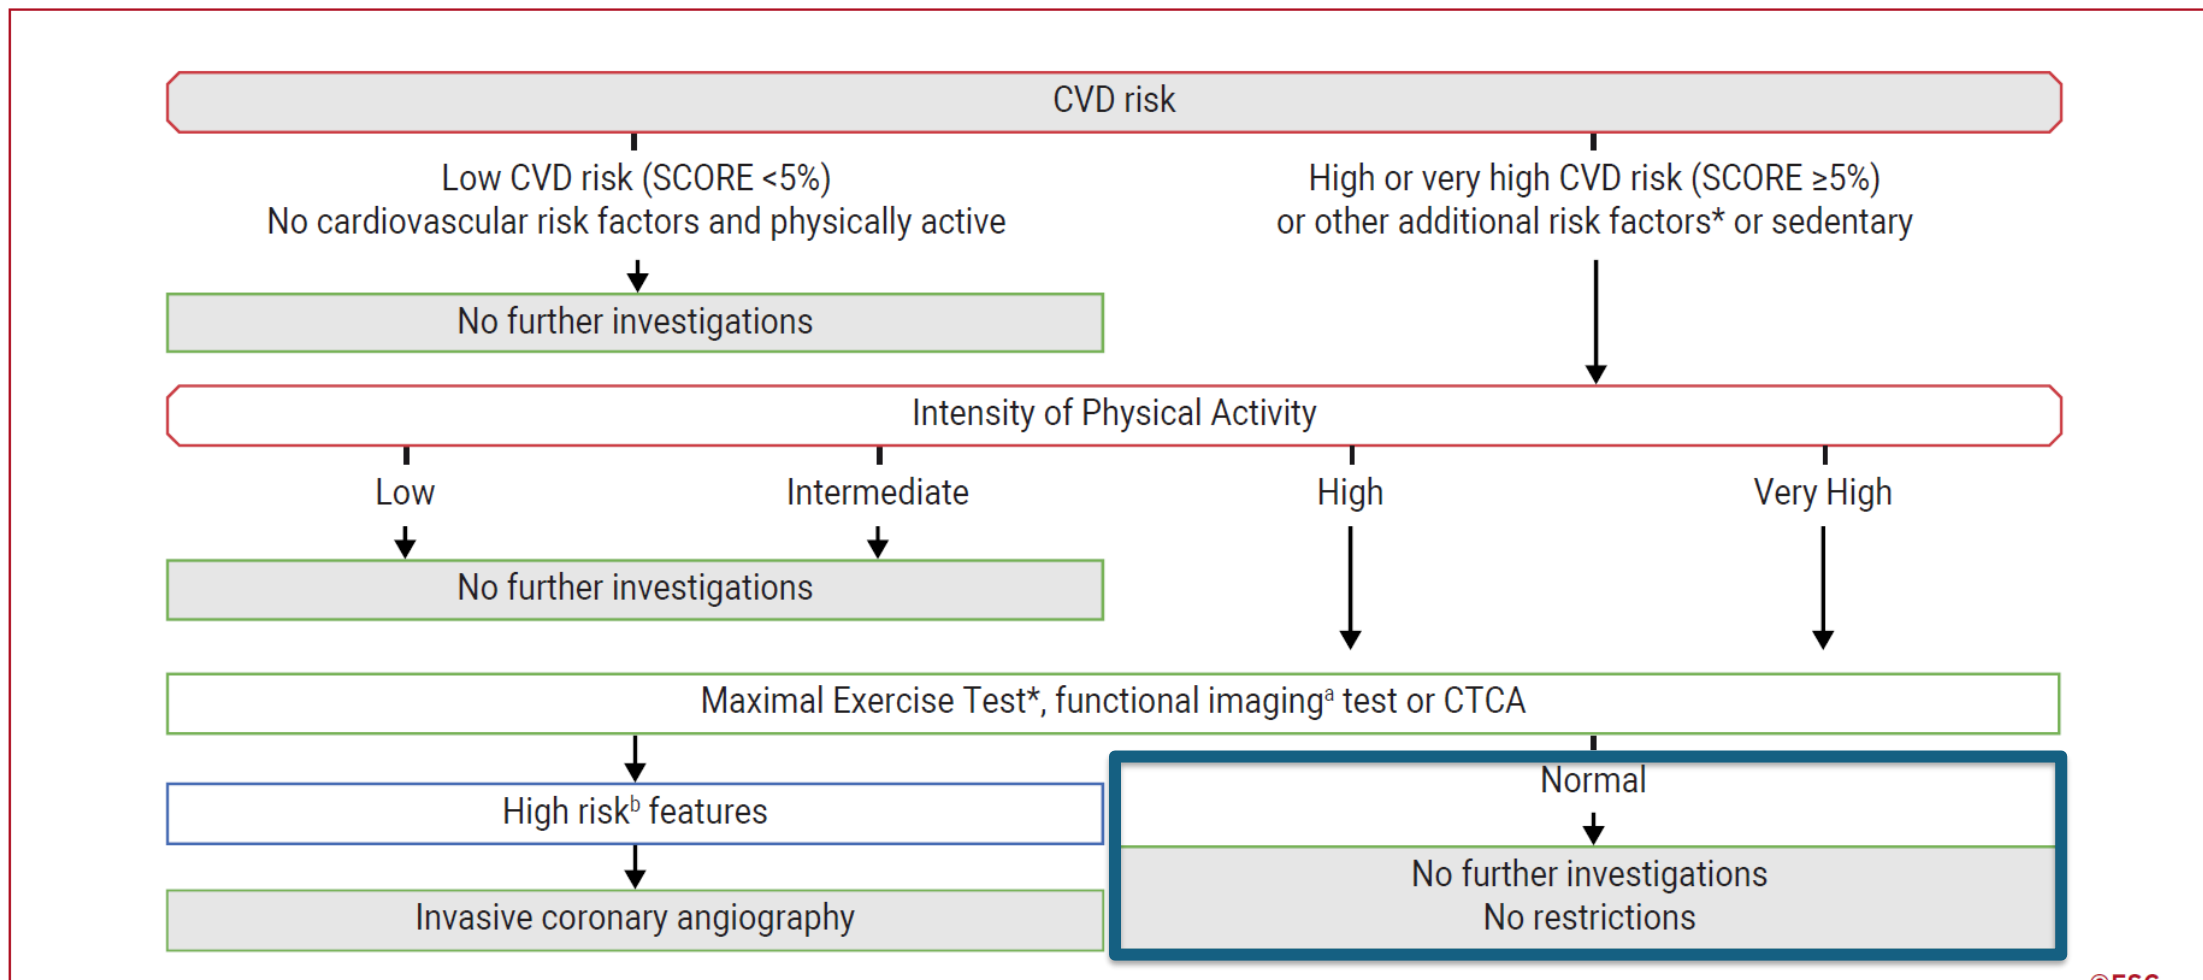 CVD risk
Low CVD risk (SCORE <5%)
No cardiovascular risk factors and physically active
High or very high CVD risk (SCORE ≥5%)
or other additional risk factors* or sedentary
No further investigations
Intensity of Physical Activity
Low
Intermediate
High
Very High
No further investigations
Maximal Exercise Test*, functional imagingᵃ test or CTCA
High riskᵇ features
Invasive coronary angiography
Normal
No further investigations
No restrictions